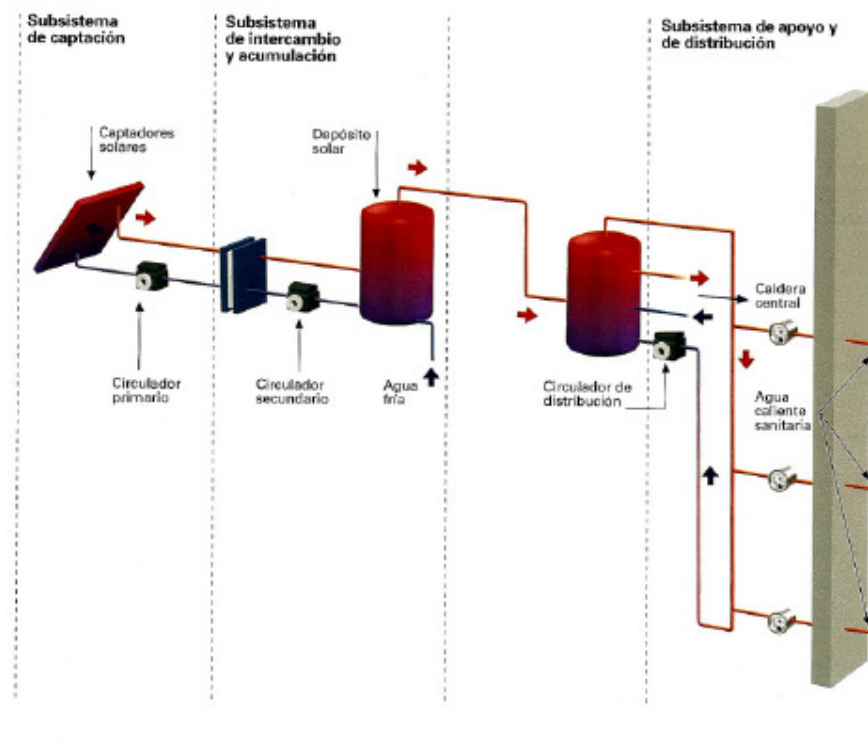 Subsistema
de captación
Subsistema
de intercambio
y acumulación
Subsistema de apoyo y
de distribución
Captadores
solares
Depósito
solar
Caldera
central
Circulador
primario
Circulador
secundario
Agua
fría
Circulador de
distribución
Agua
caliente
sanitaria